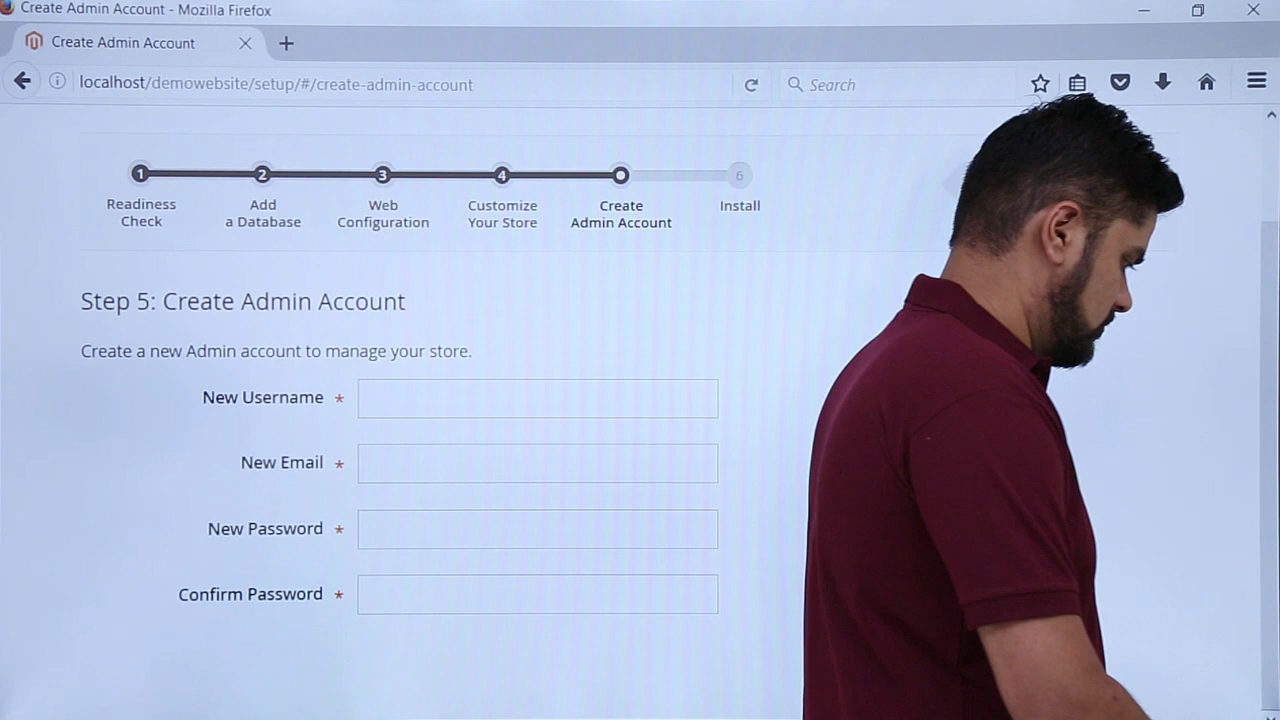 Create Admin Account - Mozilla Firefox
Create Admin Account
localhost/demowebsite/setup/#/create-admin-account
Search
1 2 3 4 6
Readiness Check
Add a Database
Web Configuration
Customize Your Store
Create Admin Account
Install
Step 5: Create Admin Account
Create a new Admin account to manage your store.
New Username *
New Email *
New Password *
Confirm Password *